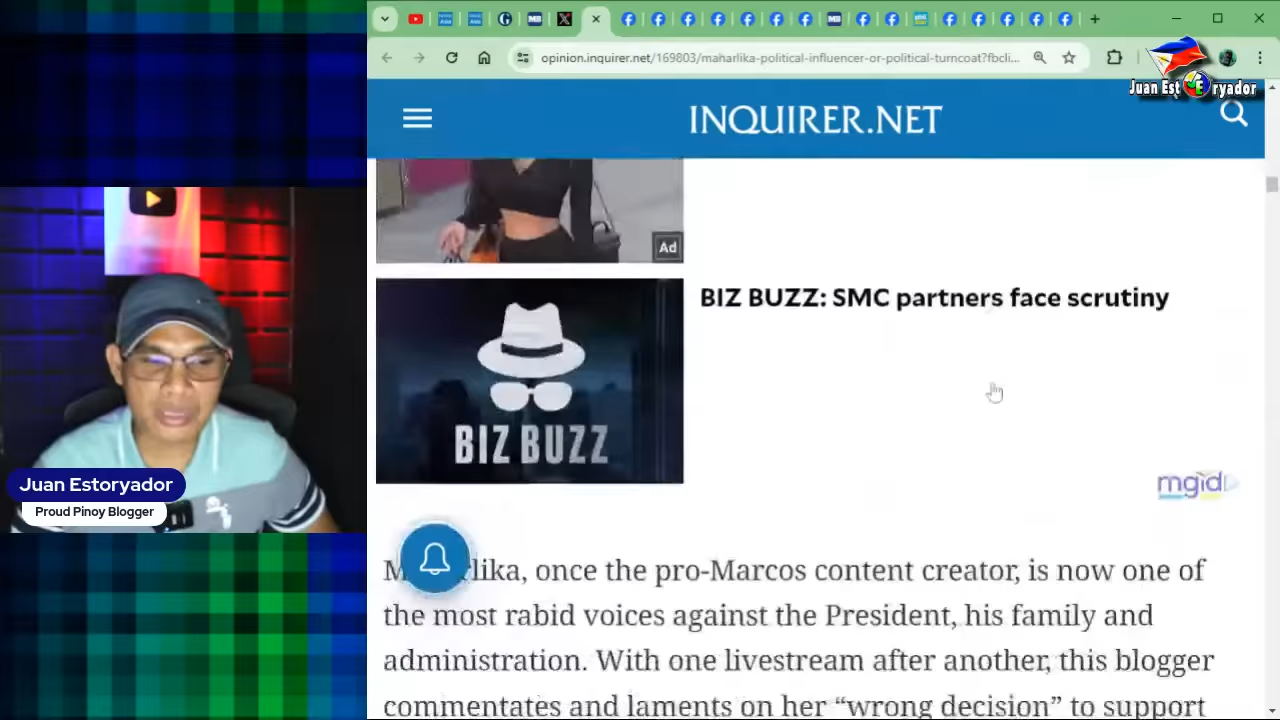 opinion.inquirer.net/169803/maharlika-political-influencer-or-political-turncoat?fbcli...
Juan Est ryador
INQUIRER.NET
Ad
BIZ BUZZ: SMC partners face scrutiny
BIZ BUZZ
mgid
Juan Estoryador
Proud Pinoy Blogger
M lika, once the pro-Marcos content creator, is now one of
the most rabid voices against the President, his family and
administration. With one livestream after another, this blogger
commentates and laments on her “wrong decision” to support